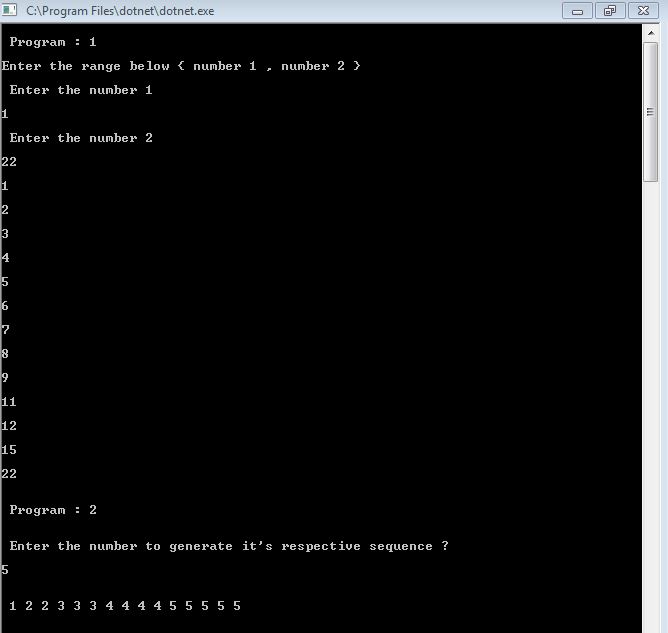 C:\Program Files\dotnet\dotnet.exe
Program : 1
Enter the range below { number 1 , number 2 }
Enter the number 1
1
Enter the number 2
22
1
2
3
4
5
6
7
8
9
11
12
15
22
Program : 2
Enter the number to generate it's respective sequence ?
5
1 2 2 3 3 3 4 4 4 4 5 5 5 5 5